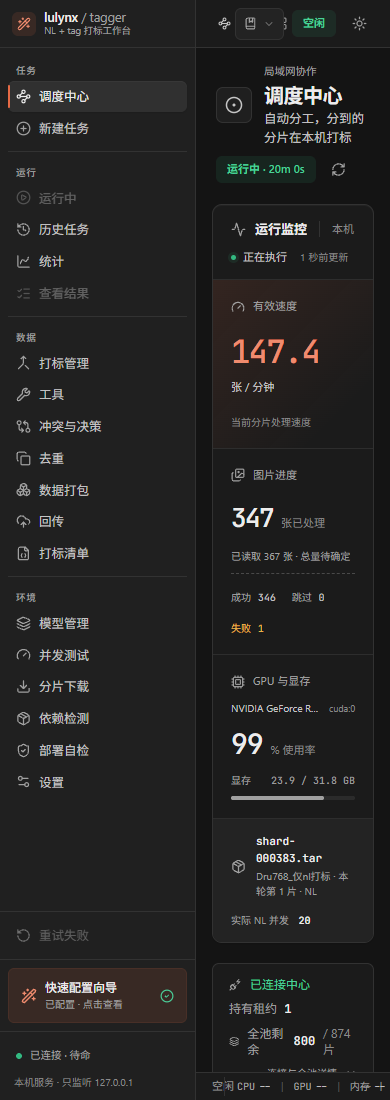 lulynx / tagger
NL + tag 打标工作台
空闲
任务
调度中心
新建任务
运行
运行中
历史任务
统计
查看结果
数据
打标管理
工具
冲突与决策
去重
数据打包
回传
打标清单
环境
模型管理
并发测试
分片下载
依赖检测
部署自检
设置
重试失败
快速配置向导
已配置 · 点击查看
已连接 · 待命
本机服务 · 只监听 127.0.0.1
局域网协作
调度中心
自动分工，分到的
分片在本机打标
运行中 · 20m 0s
运行监控
本机
正在执行 1 秒前更新
有效速度
147.4
张 / 分钟
当前分片处理速度
图片进度
347 张已处理
已读取 367 张 · 总量待确定
成功 346 跳过 0
失败 1
GPU 与显存
NVIDIA GeForce R... cuda:0
99 % 使用率
显存 23.9 / 31.8 GB
shard-
000383.tar
Dru768_仅nl打标 · 本
轮第 1 片 · NL
实际 NL 并发 20
已连接中心
持有租约 1
全池剩
余 800 / 874
片
空闲 CPU -- | GPU -- | 内存